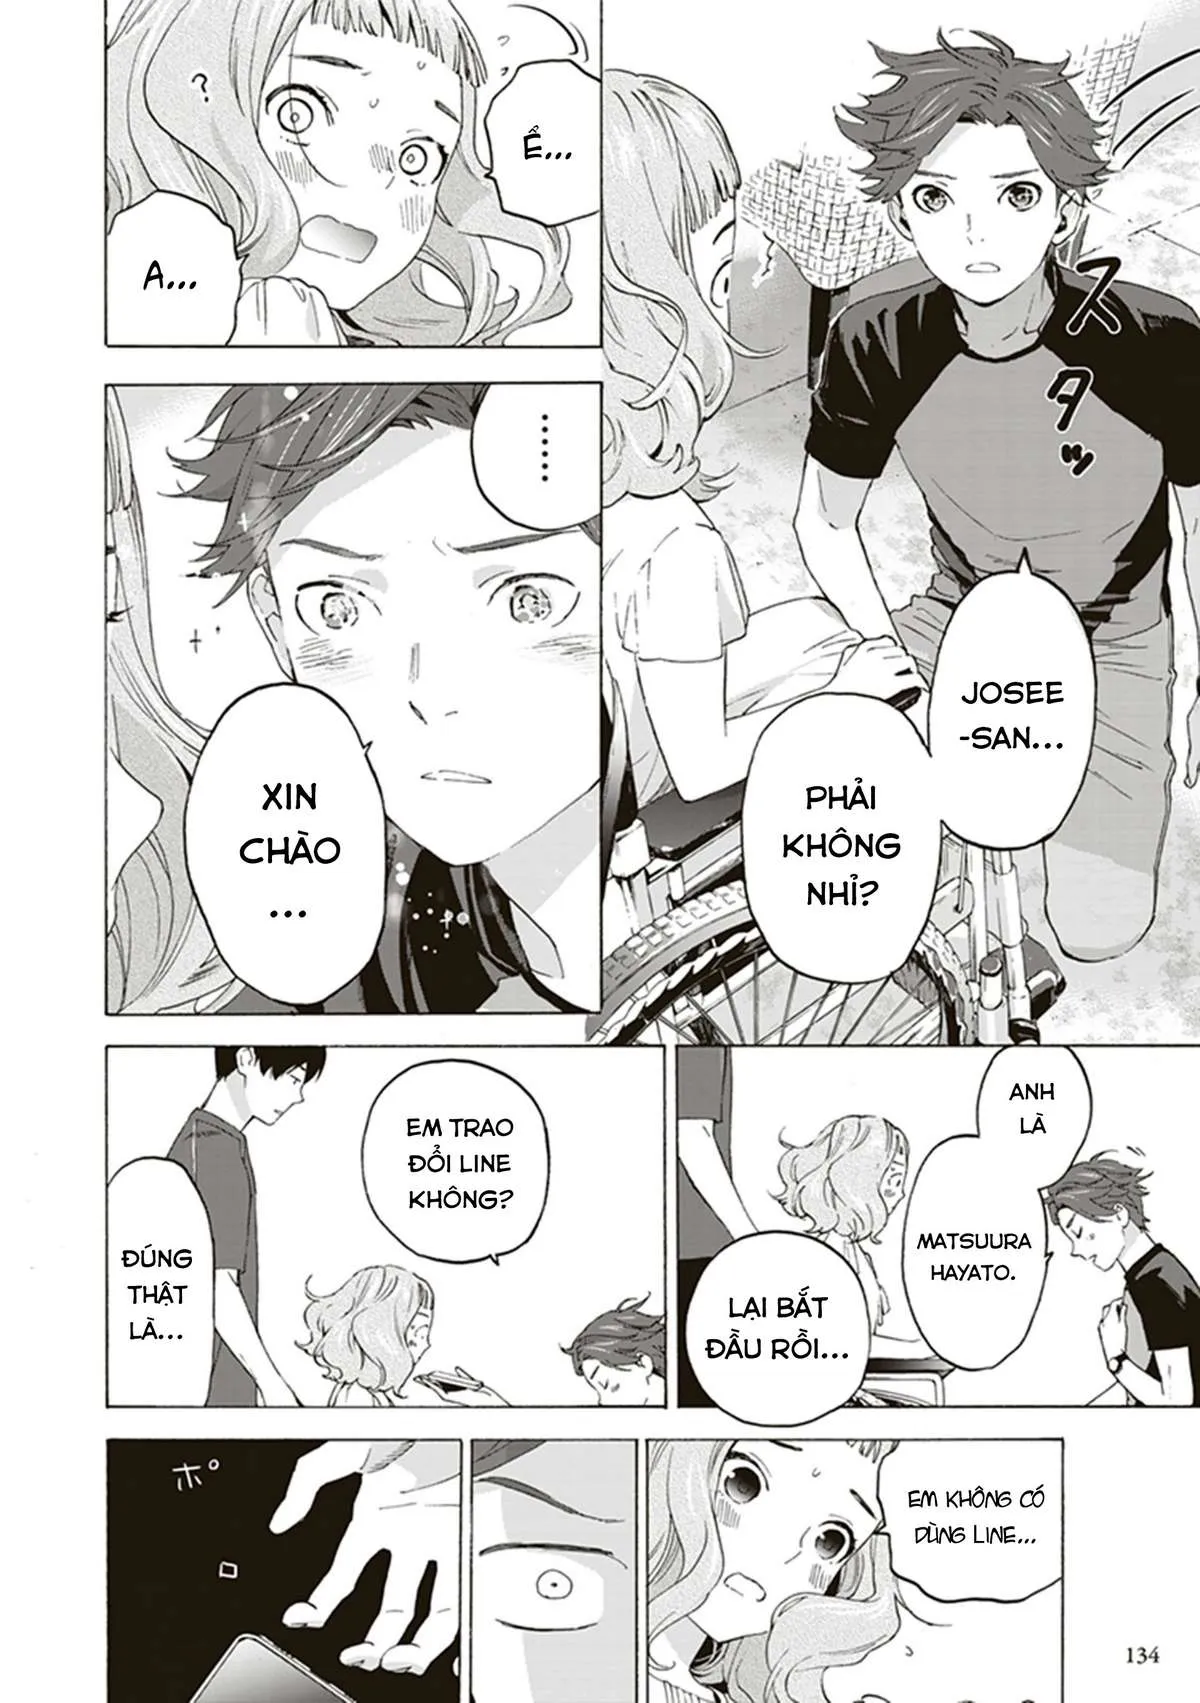 スタッ
JOSEE
-SAN...
PHẢI
KHÔNG
NHỈ?
Ể...
?
A...
......
XIN
CHÀO
...
ANH
LÀ
MATSUURA
HAYATO.
LẠI BẮT
ĐẦU RỒI...
EM TRAO
ĐỔI LINE
KHÔNG?
ĐÚNG
THẬT
LÀ...
EM KHÔNG CÓ
DÙNG LINE...
ポロ
134